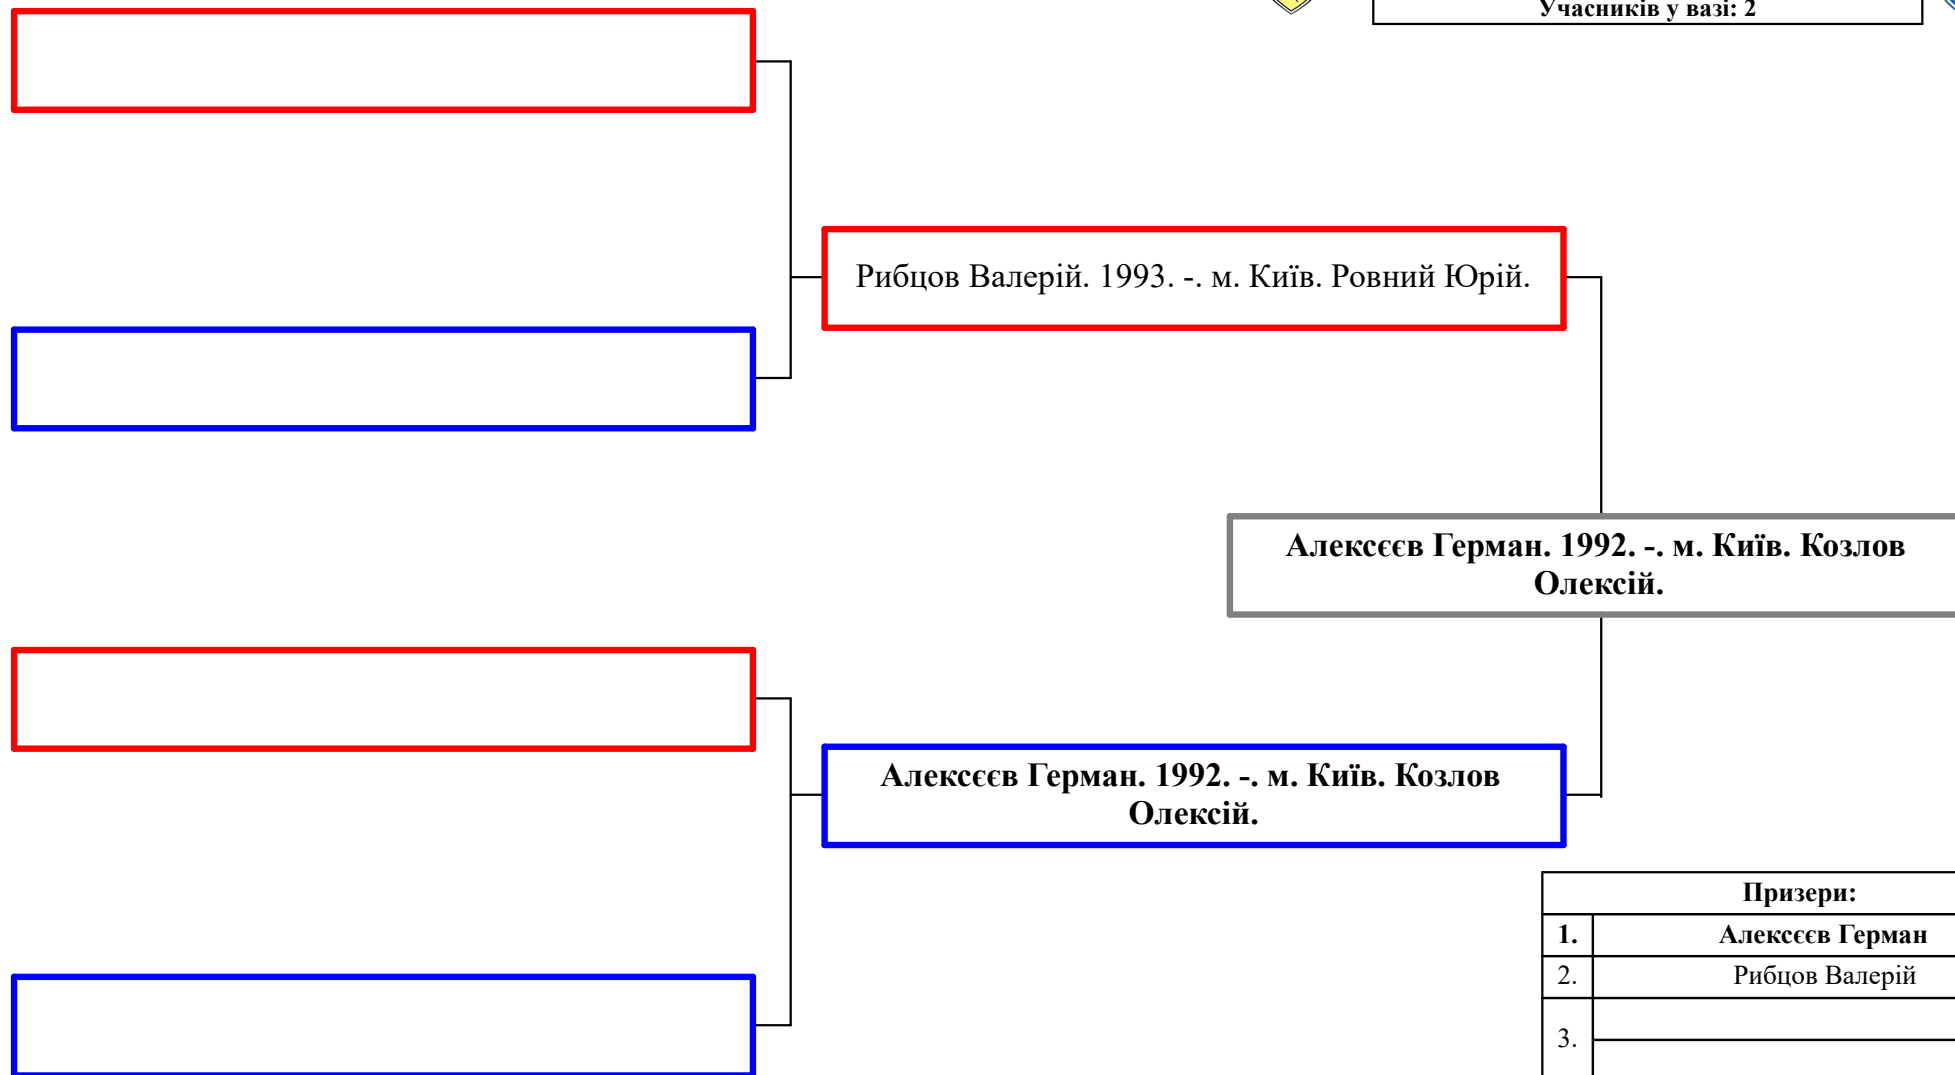 Учасників у вазі: 2
Рибцов Валерій. 1993. -. м. Київ. Ровний Юрій.
Алексєєв Герман. 1992. -. м. Київ. Козлов
Олексій.
Алексєєв Герман. 1992. -. м. Київ. Козлов
Олексій.
Призери:
1. Алексєєв Герман
2. Рибцов Валерій
3.